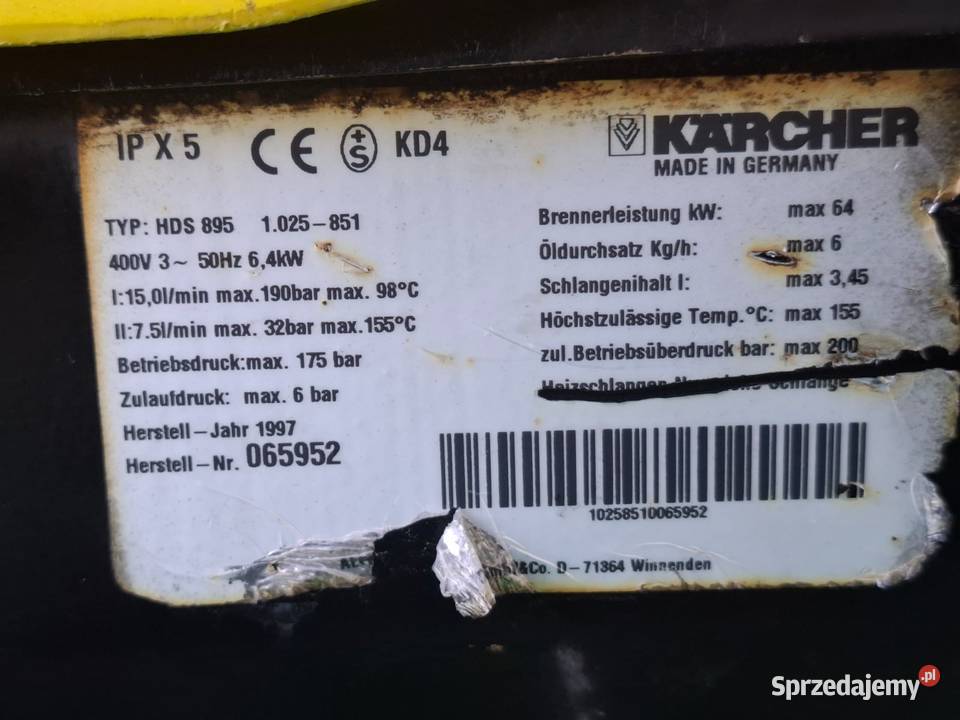 IP X 5 CE +S KD4
KÄRCHER
MADE IN GERMANY
TYP: HDS 895 1.025-851
400V 3~ 50Hz 6,4kW
I:15,0l/min max.190bar max. 98°C
II:7.5l/min max. 32bar max.155°C
Betriebsdruck:max. 175 bar
Zulaufdruck: max. 6 bar
Herstell-Jahr 1997
Herstell-Nr. 065952
Brennerleistung kW: max 64
Öldurchsatz Kg/h: max 6
Schlangenihalt l: max 3,45
Höchstzulässige Temp.°C: max 155
zul.Betriebsüberdruck bar: max 200
Heizschlangen
10258510065952
&Co. D-71364 Winnenden
Sprzedajemy.pl